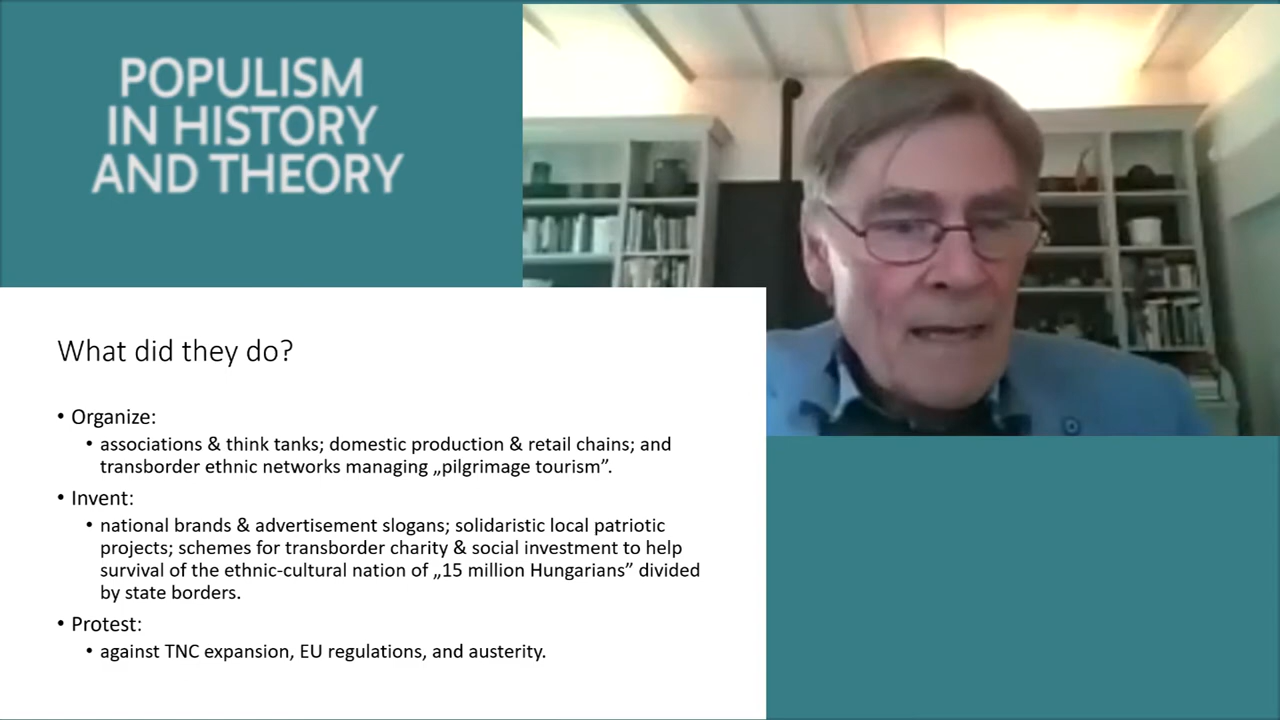 POPULISM
IN HISTORY
AND THEORY
What did they do?
• Organize:
• associations & think tanks; domestic production & retail chains; and
transborder ethnic networks managing „pilgrimage tourism”.
• Invent:
• national brands & advertisement slogans; solidaristic local patriotic
projects; schemes for transborder charity & social investment to help
survival of the ethnic-cultural nation of „15 million Hungarians” divided
by state borders.
• Protest:
• against TNC expansion, EU regulations, and austerity.